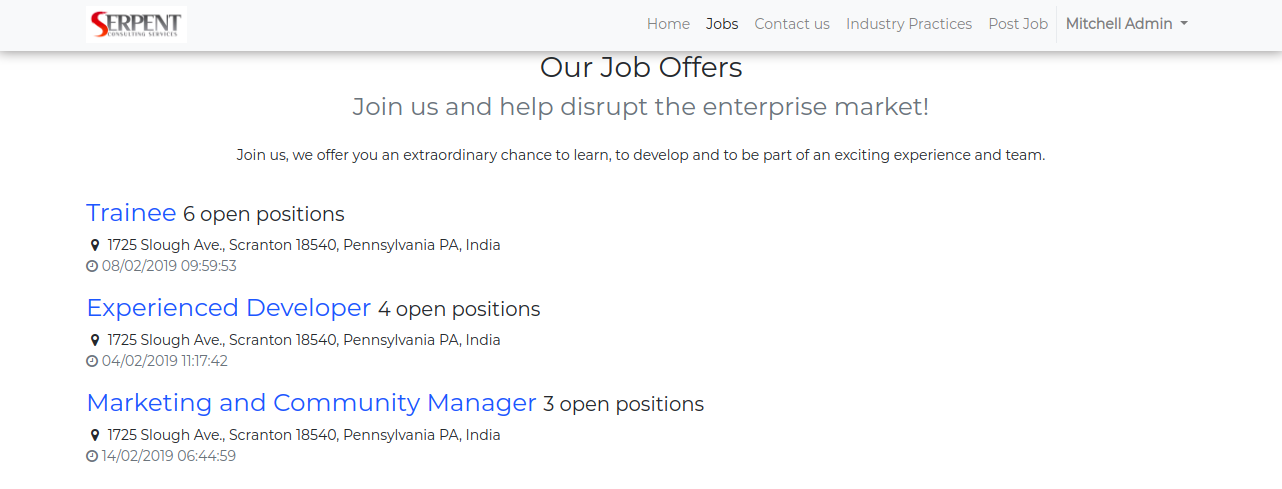 SERPENT
CONSULTING SERVICES
Home Jobs Contact us Industry Practices Post Job Mitchell Admin
Our Job Offers
Join us and help disrupt the enterprise market!
Join us, we offer you an extraordinary chance to learn, to develop and to be part of an exciting experience and team.
Trainee 6 open positions
1725 Slough Ave., Scranton 18540, Pennsylvania PA, India
08/02/2019 09:59:53
Experienced Developer 4 open positions
1725 Slough Ave., Scranton 18540, Pennsylvania PA, India
04/02/2019 11:17:42
Marketing and Community Manager 3 open positions
1725 Slough Ave., Scranton 18540, Pennsylvania PA, India
14/02/2019 06:44:59